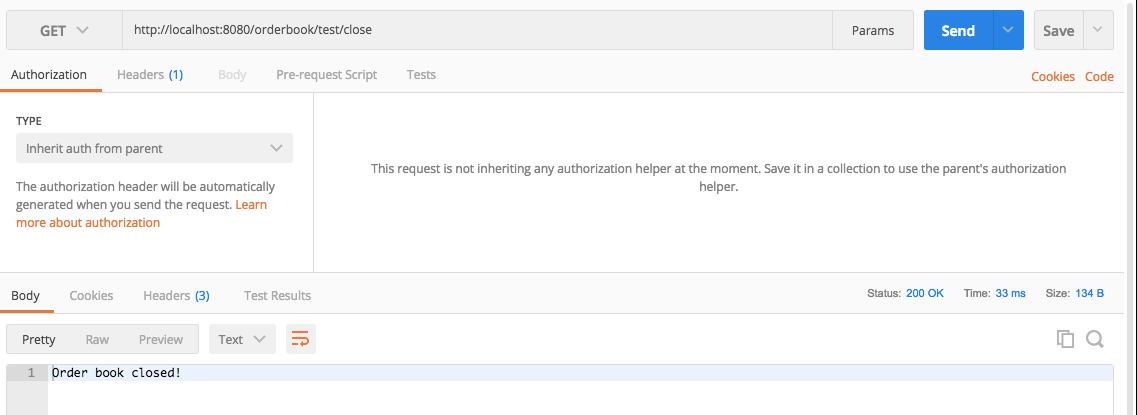 GET http://localhost:8080/orderbook/test/close Params Send Save
Authorization Headers (1) Body Pre-request Script Tests Cookies Code
TYPE
Inherit auth from parent
The authorization header will be automatically
generated when you send the request. Learn
more about authorization
This request is not inheriting any authorization helper at the moment. Save it in a collection to use the parent's authorization
helper.
Body Cookies Headers (3) Test Results Status: 200 OK Time: 33 ms Size: 134 B
Pretty Raw Preview Text
1 Order book closed!